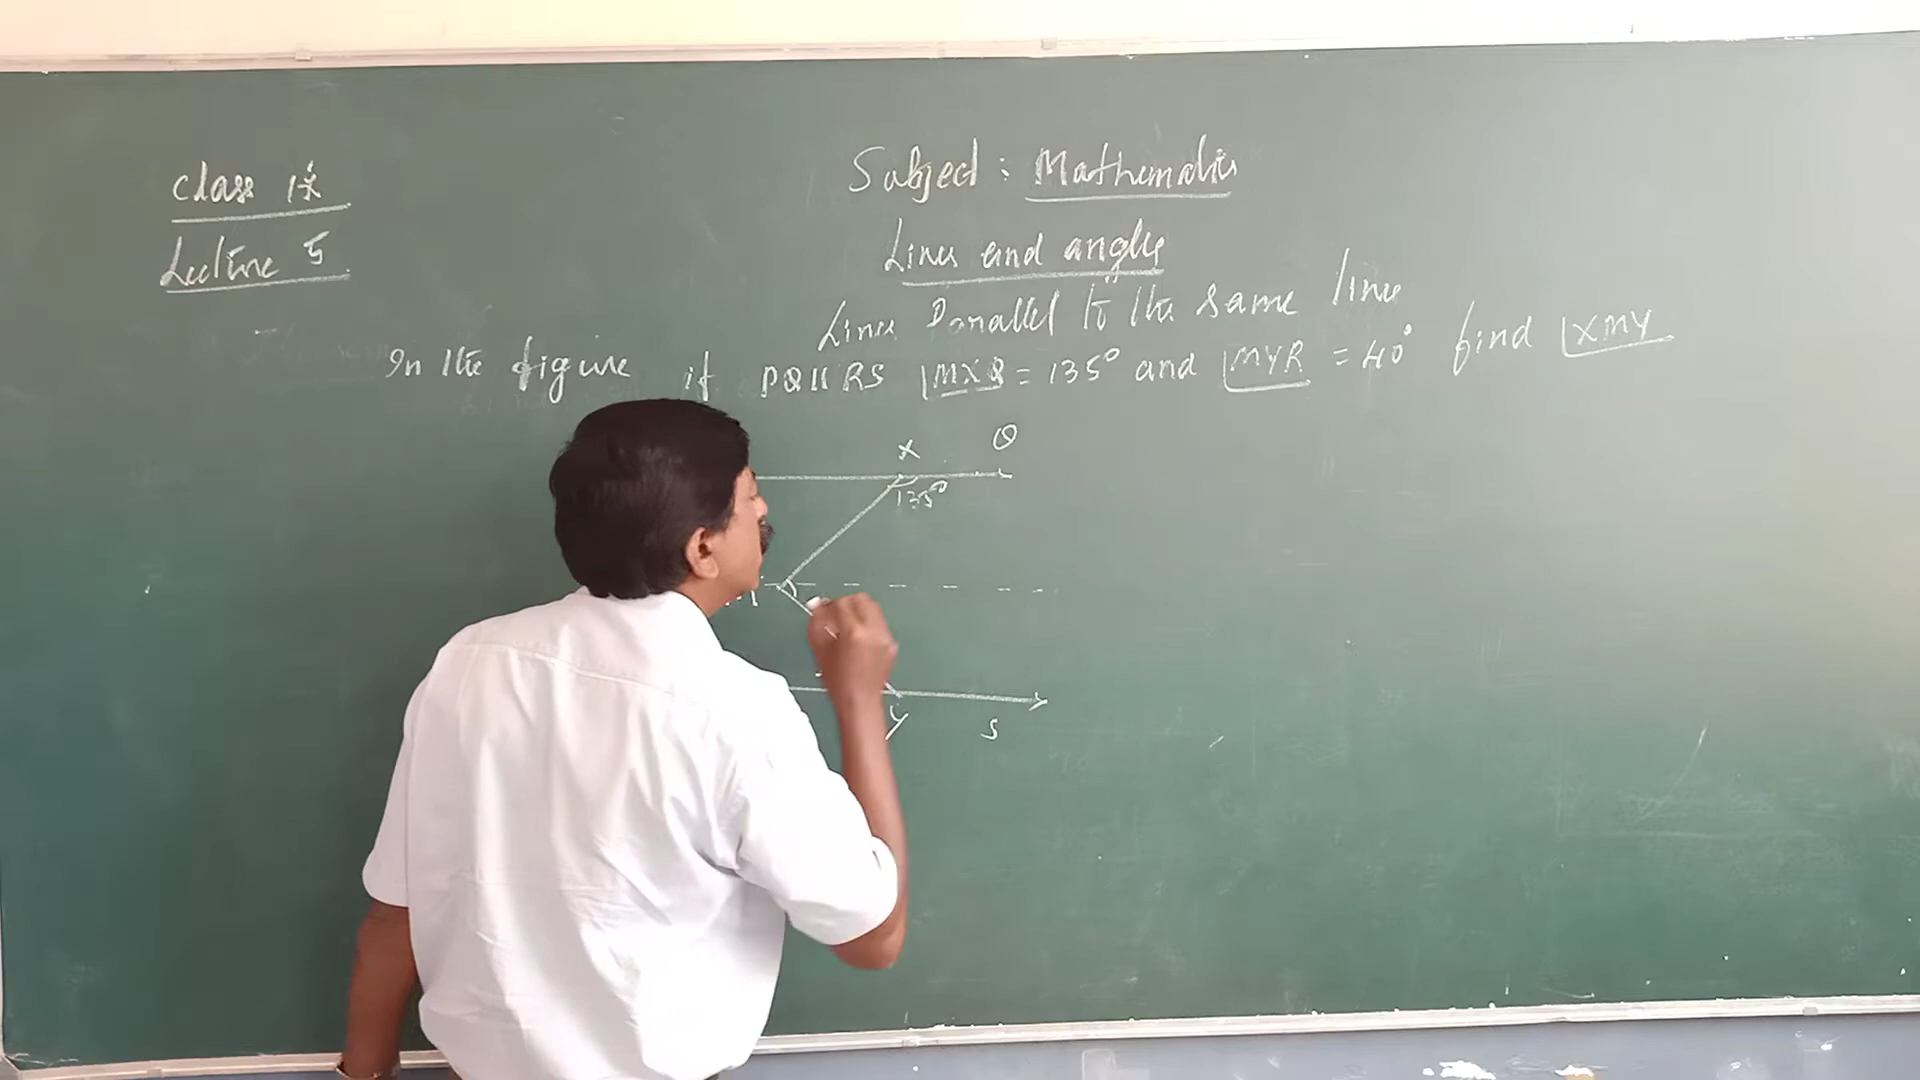 Class IX
Lecture 5
Subject : Mathematics
Lines and angles
Lines Parallel to the same line
In the figure if PQ || RS ∠MXQ = 135° and ∠MYR = 40° find ∠XMY
X Q
135°
M
Y S